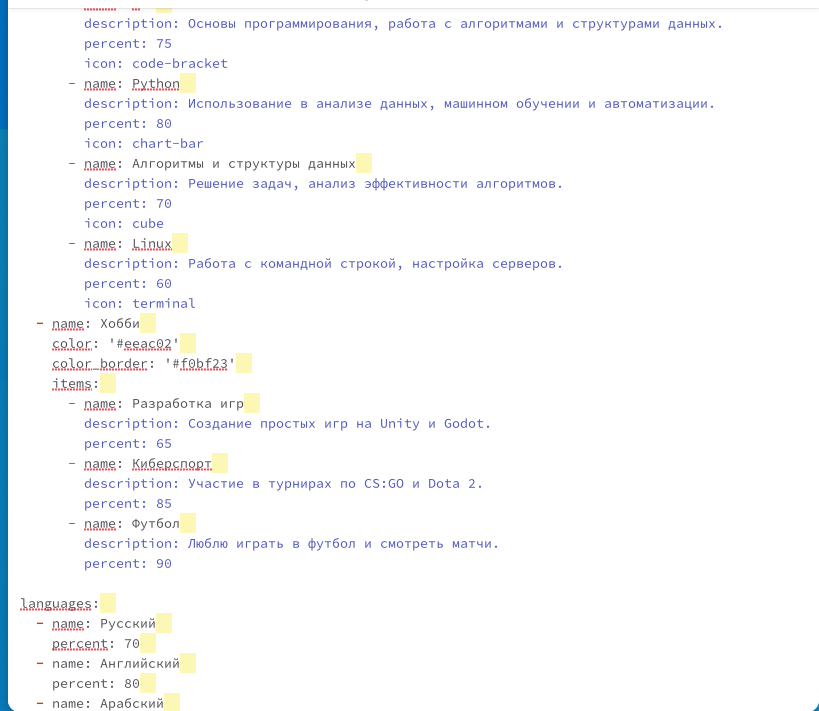 description: Основы программирования, работа с алгоритмами и структурами данных.
percent: 75
icon: code-bracket
- name: Python
description: Использование в анализе данных, машинном обучении и автоматизации.
percent: 80
icon: chart-bar
- name: Алгоритмы и структуры данных
description: Решение задач, анализ эффективности алгоритмов.
percent: 70
icon: cube
- name: Linux
description: Работа с командной строкой, настройка серверов.
percent: 60
icon: terminal
- name: Хобби
color: '#eeac02'
color_border: '#f0bf23'
items:
- name: Разработка игр
description: Создание простых игр на Unity и Godot.
percent: 65
- name: Киберспорт
description: Участие в турнирах по CS:GO и Dota 2.
percent: 85
- name: Футбол
description: Люблю играть в футбол и смотреть матчи.
percent: 90
languages:
- name: Русский
percent: 70
- name: Английский
percent: 80
- name: Арабский